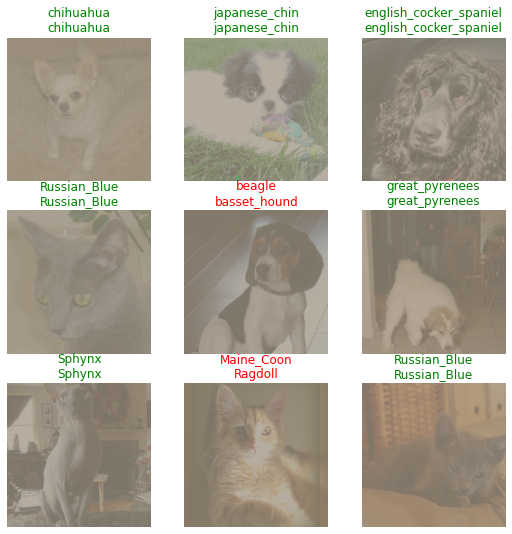 chihuahua
chihuahua
japanese_chin
japanese_chin
english_cocker_spaniel
english_cocker_spaniel
Russian_Blue
Russian_Blue
beagle
basset_hound
great_pyrenees
great_pyrenees
Sphynx
Sphynx
Maine_Coon
Ragdoll
Russian_Blue
Russian_Blue